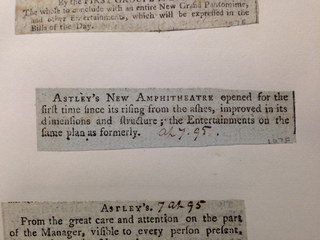 By the FIRST GROUP
The whole to conclude with an entire New Grand Pantomime,
and other Entertainments, which will be expressed in the
Bills of the Day.
ASTLEY'S NEW AMPHITHEATRE opened for the
first time since its rising from the ashes, improved in its
dimensions and structure; the Entertainments on the
same plan as formerly. Ap 7. 95.
ASTLEY'S. 7 Ap 95
From the great care and attention on the part
of the Manager, visible to every person present,